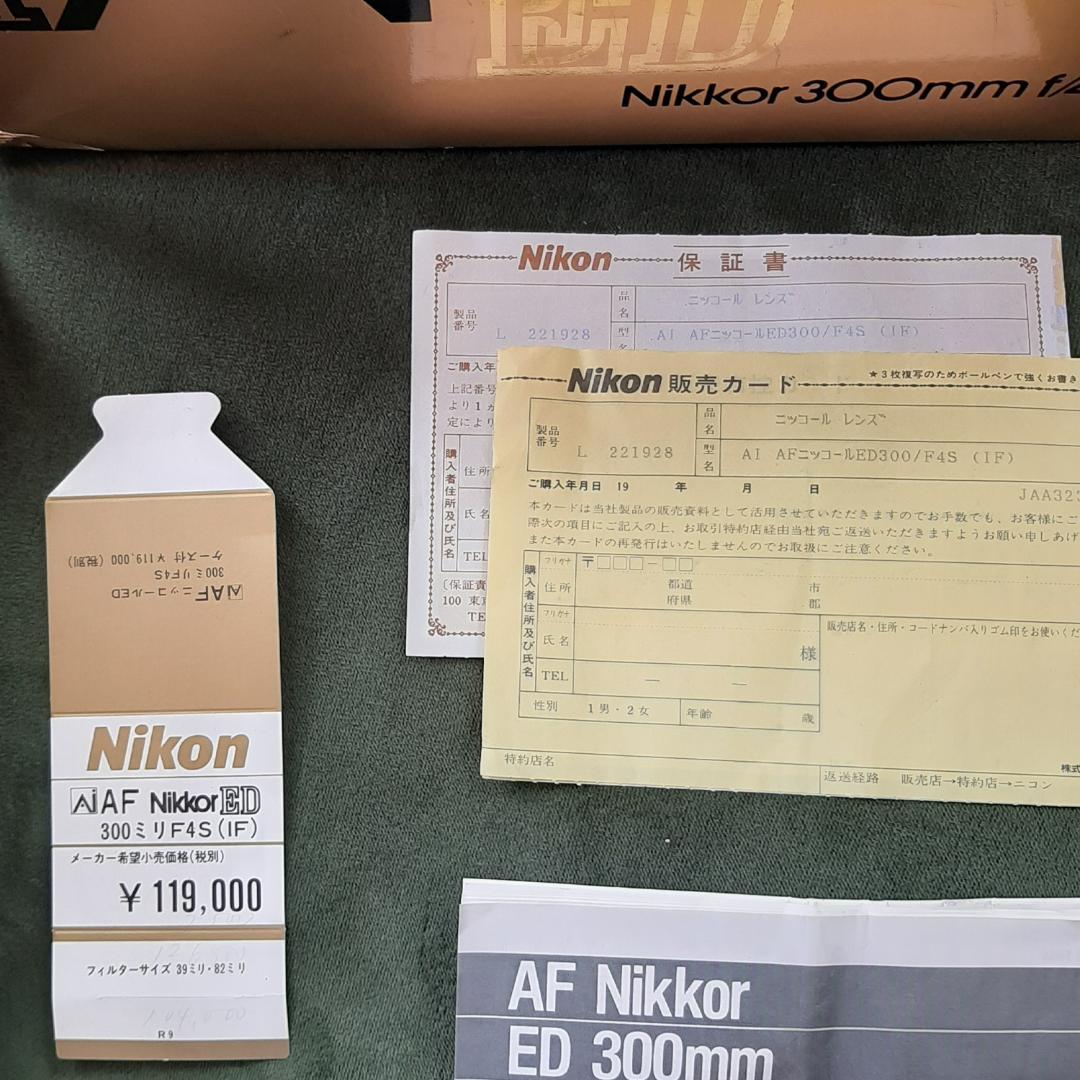 ED
Nikkor 300mm f/4
Nikon 保証書
製品番号 L 221928
品名 ニッコール レンズ
型 AI AFニッコールED300/F4S (IF)
ご購入年
上記番号
より1か
定によりL
購入者住所及び氏名
住所
氏名
TEL
〔保証責
100 東京
TE
Nikon 販売カード
★3枚複写のためボールペンで強くお書き
製品番号 L 221928
品名 ニッコール レンズ
型名 AI AFニッコールED300/F4S (IF)
ご購入年月日 19 年 月 日
JAA323
本カードは当社製品の販売資料として活用させていただきますのでお手数でも、お客様にご
際次の項目にご記入の上、お取引特約店経由当社宛ご返送いただきますようお願い申しあげ
また本カードの再発行はいたしませんのでお取扱にご注意ください。
購入者住所及び氏名
フリガナ
住所
〒□□□-□□
都道 市
府県 郡
フリガナ
氏名 様
TEL — —
性別 1男・2女 年齢 歳
販売店名・住所・コードナンバ入りゴム印をお使いくだ
特約店名
返送経路 販売店→特約店→ニコン
株式
AiAFニッコールED
300ミリF4S
ケース付 ¥119,000(税別)
Nikon
AiAF Nikkor ED
300ミリF4S(IF)
メーカー希望小売価格(税別)
¥119,000
フィルターサイズ 39ミリ・82ミリ
R9
AF Nikkor
ED 300mm